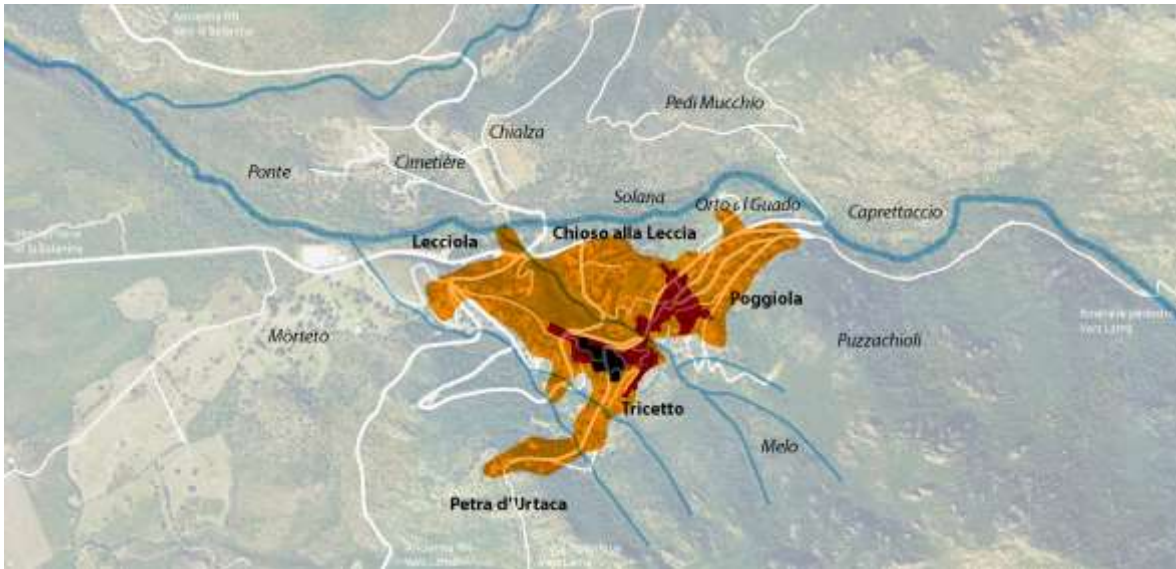 Pedi Mucchio
Chialza
Cimetière
Ponte
Solana
Orto
Guado
Caprettaccio
Lecciola
Chioso alla Leccia
Poggiola
Morteto
Puzzachioli
Tricetto
Melo
Petra d'Urtaca